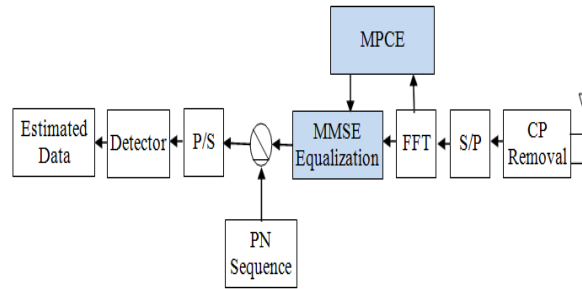 MPCE
Estimated
Data
Detector
P/S
MMSE
Equalization
FFT
S/P
CP
Removal
PN
Sequence